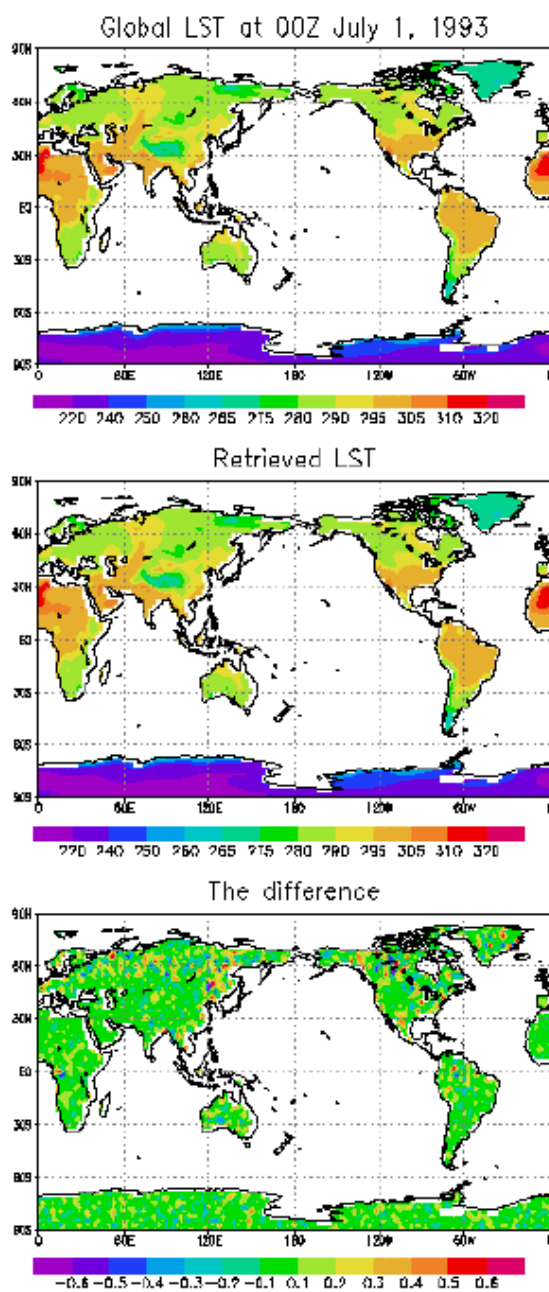 Global LST at 00Z July 1, 1993
90N
60N
30N
EQ
30S
60S
90S
0 60E 120E 180 120W 60W 0
220 240 250 260 265 275 280 290 295 305 310 320
Retrieved LST
90N
60N
30N
EQ
30S
60S
90S
0 60E 120E 180 120W 60W 0
220 240 250 260 265 275 280 290 295 305 310 320
The difference
90N
60N
30N
EQ
30S
60S
90S
0 60E 120E 180 120W 60W 0
-0.6 -0.5 -0.4 -0.3 -0.2 -0.1 0.1 0.2 0.3 0.4 0.5 0.6